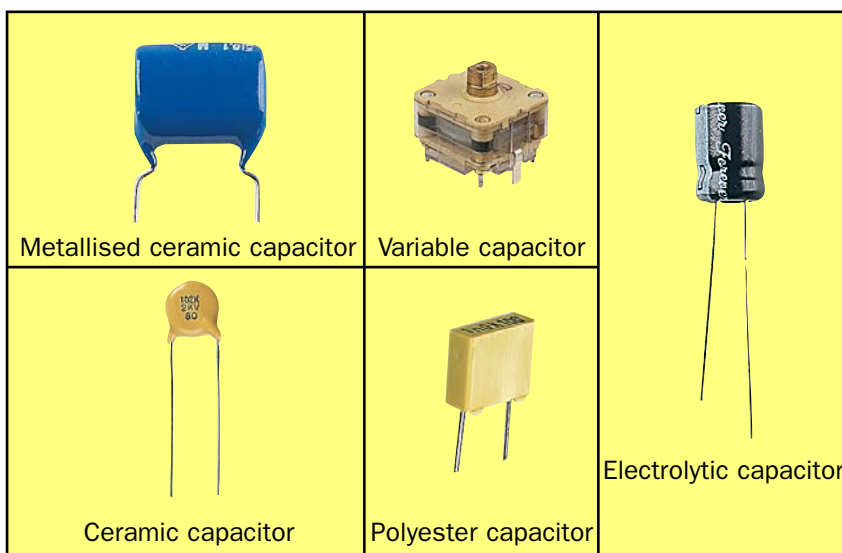 Metallised ceramic capacitor
Variable capacitor
102K
2KV
Ceramic capacitor
Polyester capacitor
Electrolytic capacitor